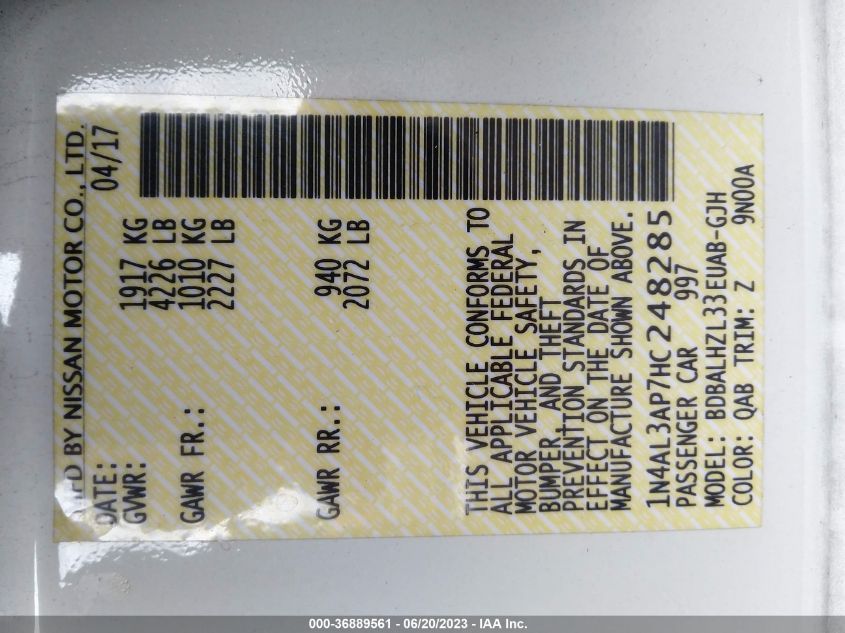 MFD BY NISSAN MOTOR CO., LTD.
DATE: 04/17
GVWR: 1917 KG
4226 LB
GAWR FR.: 1010 KG
2227 LB
GAWR RR.: 940 KG
2072 LB
THIS VEHICLE CONFORMS TO
ALL APPLICABLE FEDERAL
MOTOR VEHICLE SAFETY,
BUMPER, AND THEFT
PREVENTION STANDARDS IN
EFFECT ON THE DATE OF
MANUFACTURE SHOWN ABOVE.
1N4AL3AP7HC248285
PASSENGER CAR 997
MODEL: BDBALHZL33EUAB-GJH
COLOR: QAB TRIM: Z 9N00A
000-36889561 - 06/20/2023 - IAA Inc.